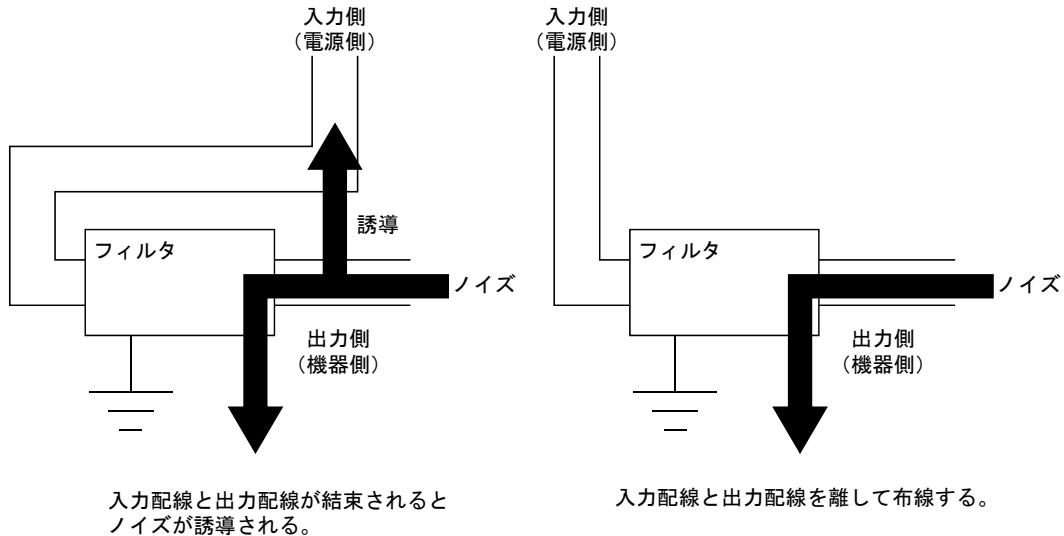 入力側
(電源側)
誘導
フィルタ
ノイズ
出力側
(機器側)
入力配線と出力配線が結束されると
ノイズが誘導される。
入力側
(電源側)
フィルタ
ノイズ
出力側
(機器側)
入力配線と出力配線を離して布線する。